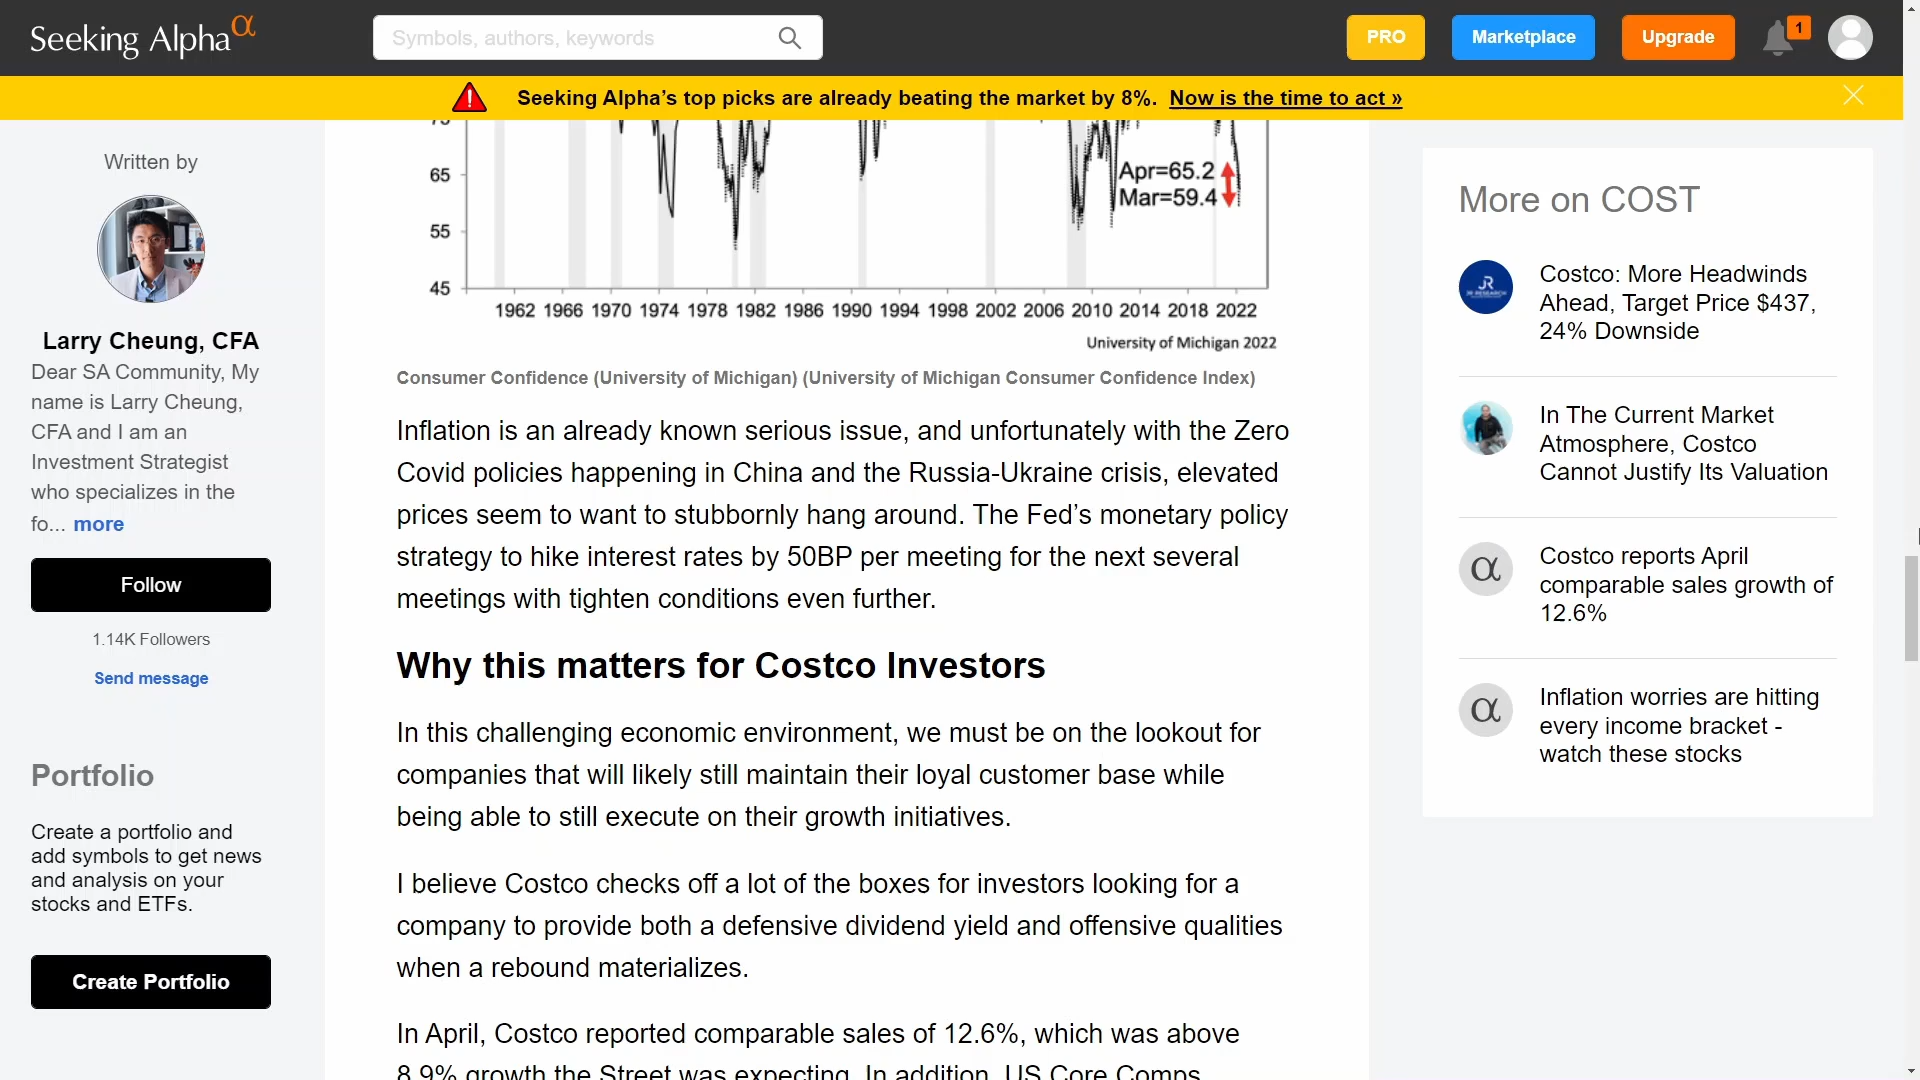 Seeking Alpha α
Symbols, authors, keywords
PRO
Marketplace
Upgrade
1
Seeking Alpha’s top picks are already beating the market by 8%. Now is the time to act »
Written by
Larry Cheung, CFA
Dear SA Community, My
name is Larry Cheung,
CFA and I am an
Investment Strategist
who specializes in the
fo... more
Follow
1.14K Followers
Send message
Portfolio
Create a portfolio and
add symbols to get news
and analysis on your
stocks and ETFs.
Create Portfolio
75
65
55
45
Apr=65.2
Mar=59.4
1962 1966 1970 1974 1978 1982 1986 1990 1994 1998 2002 2006 2010 2014 2018 2022
University of Michigan 2022
Consumer Confidence (University of Michigan) (University of Michigan Consumer Confidence Index)
Inflation is an already known serious issue, and unfortunately with the Zero
Covid policies happening in China and the Russia-Ukraine crisis, elevated
prices seem to want to stubbornly hang around. The Fed’s monetary policy
strategy to hike interest rates by 50BP per meeting for the next several
meetings with tighten conditions even further.
Why this matters for Costco Investors
In this challenging economic environment, we must be on the lookout for
companies that will likely still maintain their loyal customer base while
being able to still execute on their growth initiatives.
I believe Costco checks off a lot of the boxes for investors looking for a
company to provide both a defensive dividend yield and offensive qualities
when a rebound materializes.
In April, Costco reported comparable sales of 12.6%, which was above
8.9% growth the Street was expecting. In addition, US Core Comps
More on COST
JR
Costco: More Headwinds
Ahead, Target Price $437,
24% Downside
In The Current Market
Atmosphere, Costco
Cannot Justify Its Valuation
α
Costco reports April
comparable sales growth of
12.6%
α
Inflation worries are hitting
every income bracket -
watch these stocks